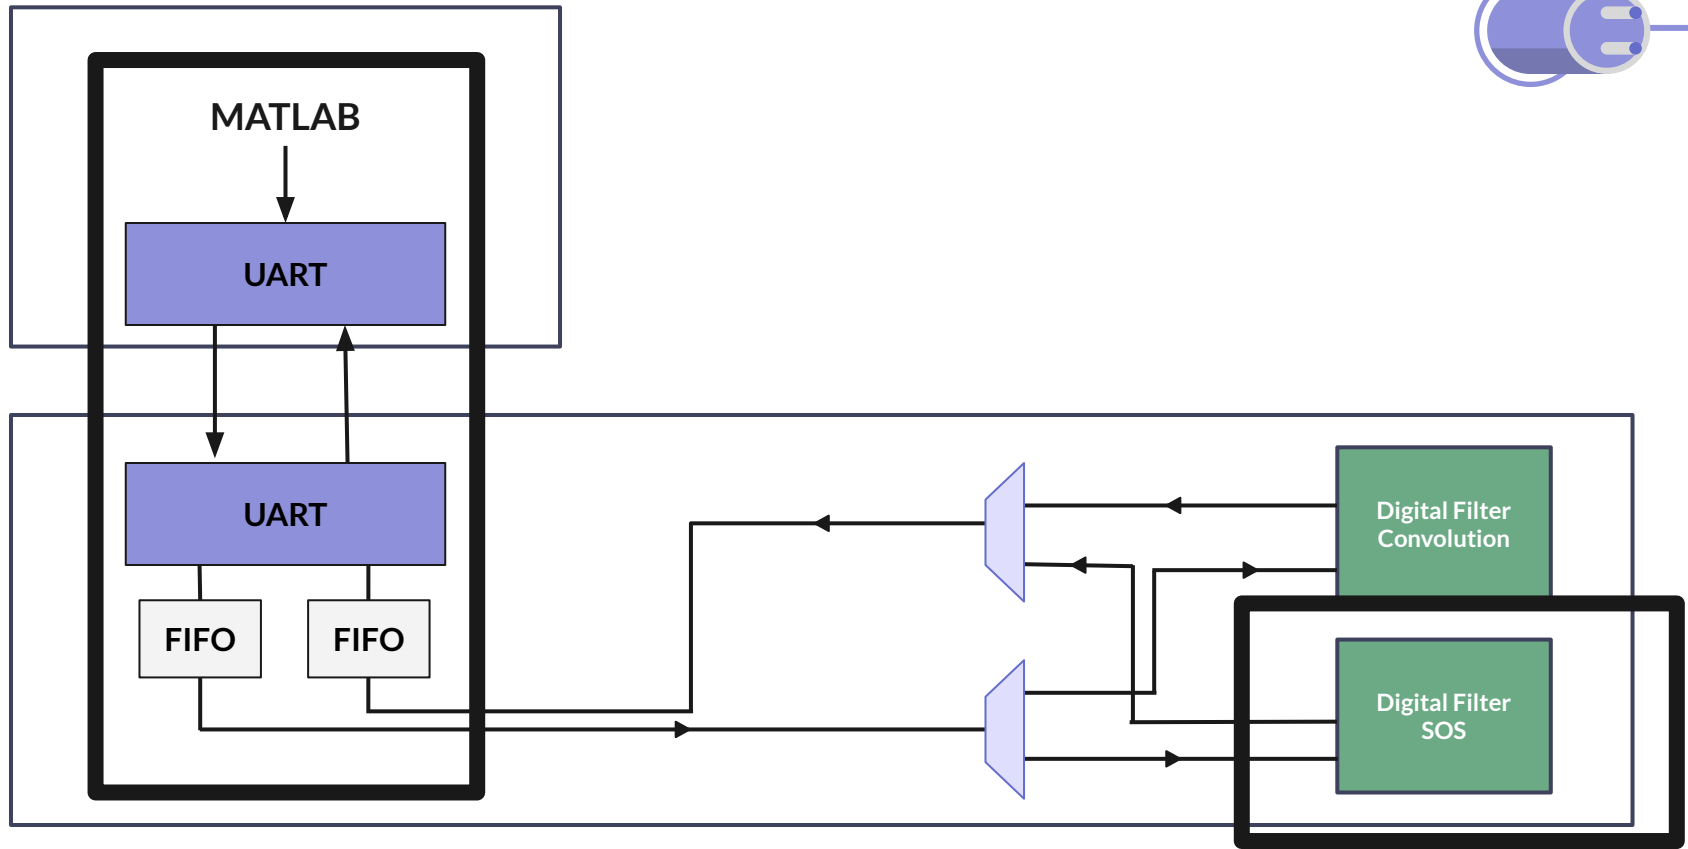 MATLAB
UART
UART
FIFO
FIFO
Digital Filter
Convolution
Digital Filter
SOS